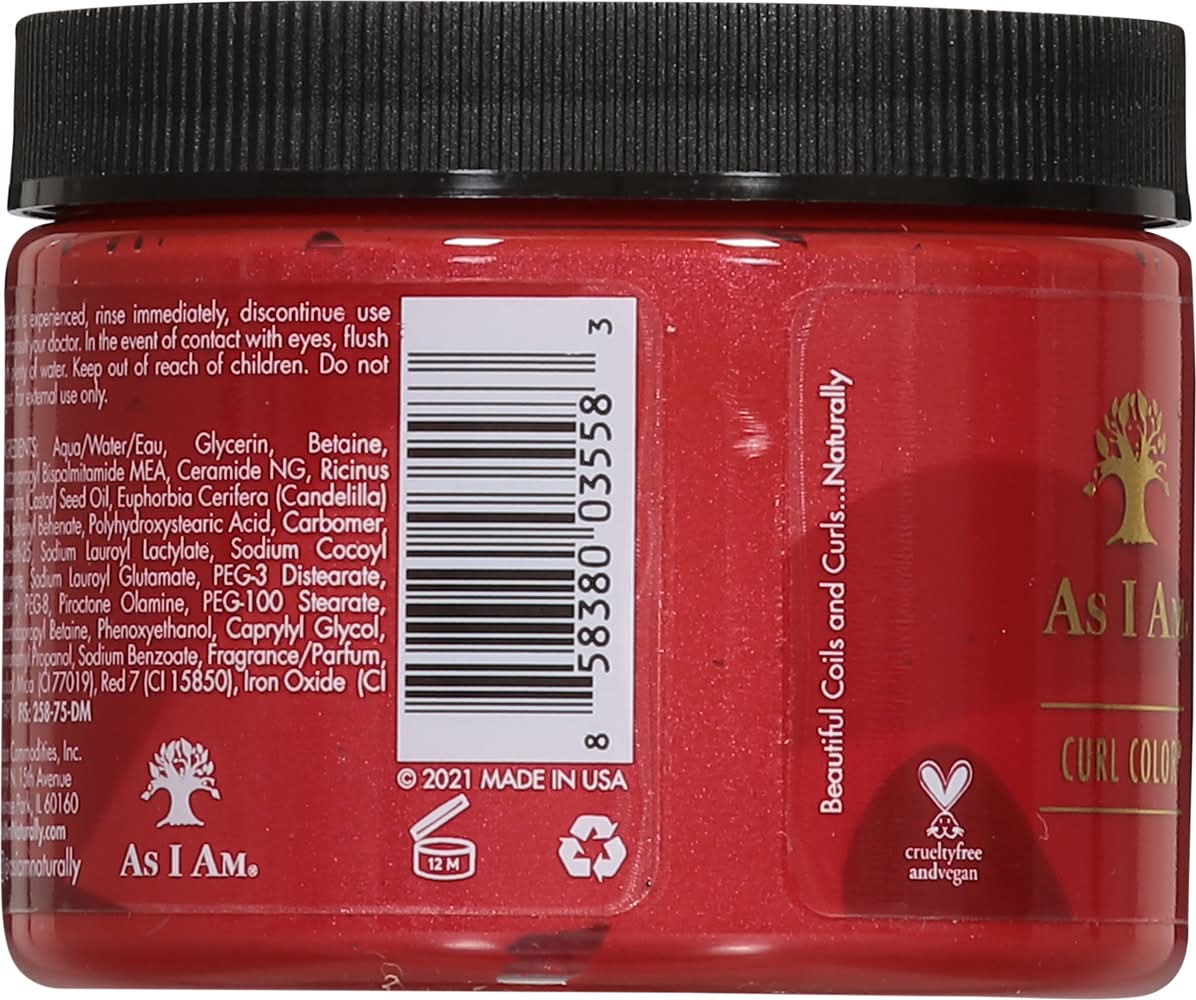 experienced, rinse immediately, discontinue use
your doctor. In the event of contact with eyes, flush
of water. Keep out of reach of children. Do not
For external use only.
Aqua/Water/Eau, Glycerin, Betaine,
Bispalmitamide MEA, Ceramide NG, Ricinus
(Castor) Seed Oil, Euphorbia Cerifera (Candelilla)
Behenate, Polyhydroxystearic Acid, Carbomer,
Sodium Lauroyl Lactylate, Sodium Cocoyl
Sodium Lauroyl Glutamate, PEG-3 Distearate,
PEG-8, Piroctone Olamine, PEG-100 Stearate,
Betaine, Phenoxyethanol, Caprylyl Glycol,
Propanol, Sodium Benzoate, Fragrance/Parfum,
Mica (CI 77019), Red 7 (CI 15850), Iron Oxide (CI
FIS: 258-75-DM
Commodities, Inc.
N. 15th Avenue
Park, IL 60160
AS I AM®
8 58380 03558 3
© 2021 MADE IN USA
12 M
Beautiful Coils and Curls...Naturally
crueltyfree
andvegan
AS I AM
CURL COLOR